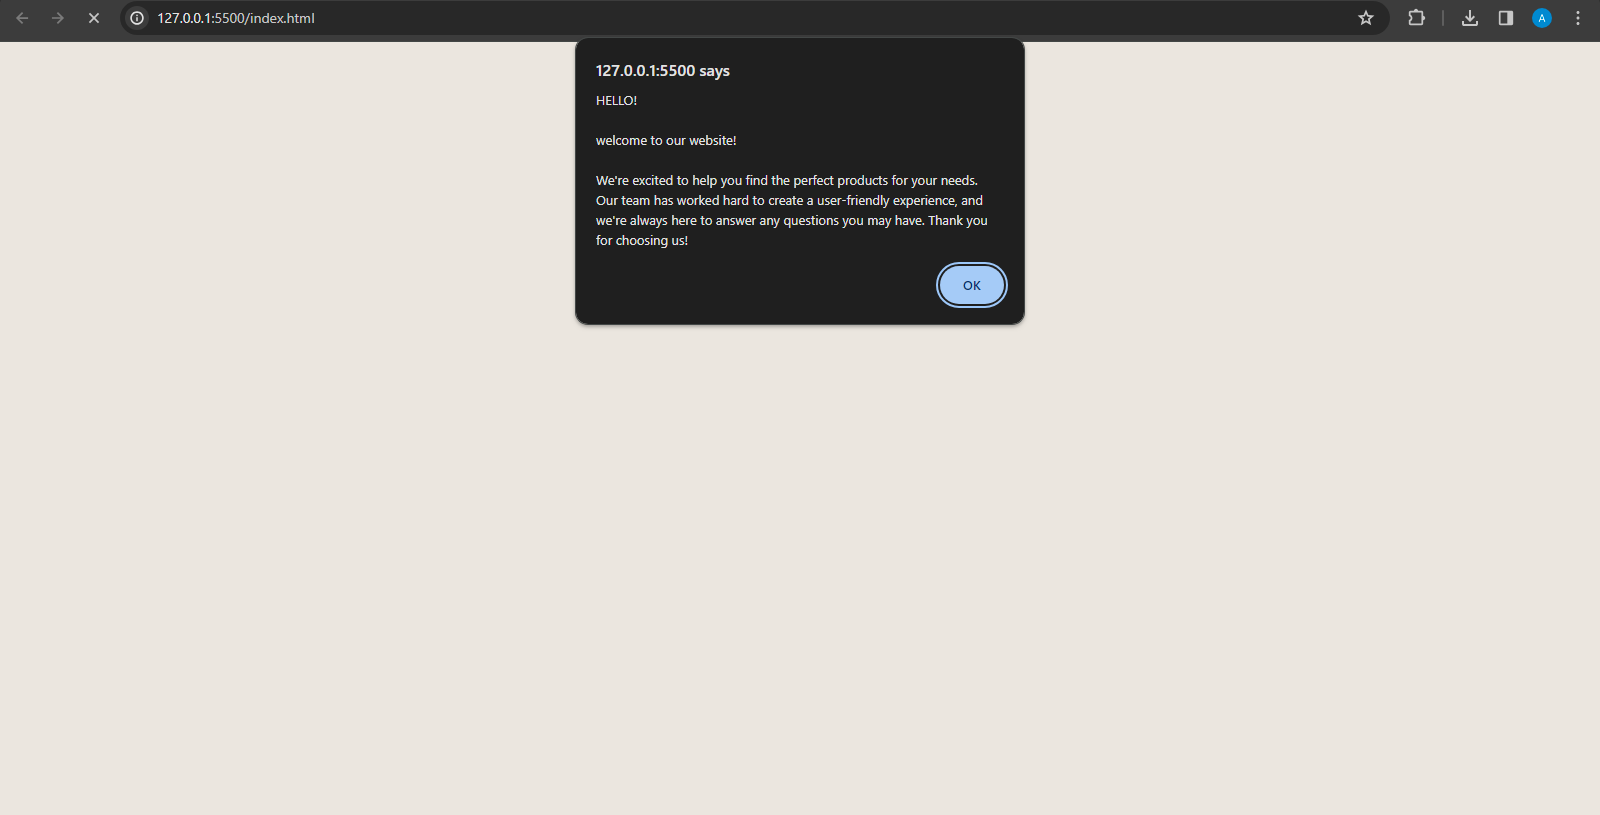 127.0.0.1:5500/index.html
A
127.0.0.1:5500 says
HELLO!
welcome to our website!
We're excited to help you find the perfect products for your needs.
Our team has worked hard to create a user-friendly experience, and
we're always here to answer any questions you may have. Thank you
for choosing us!
OK